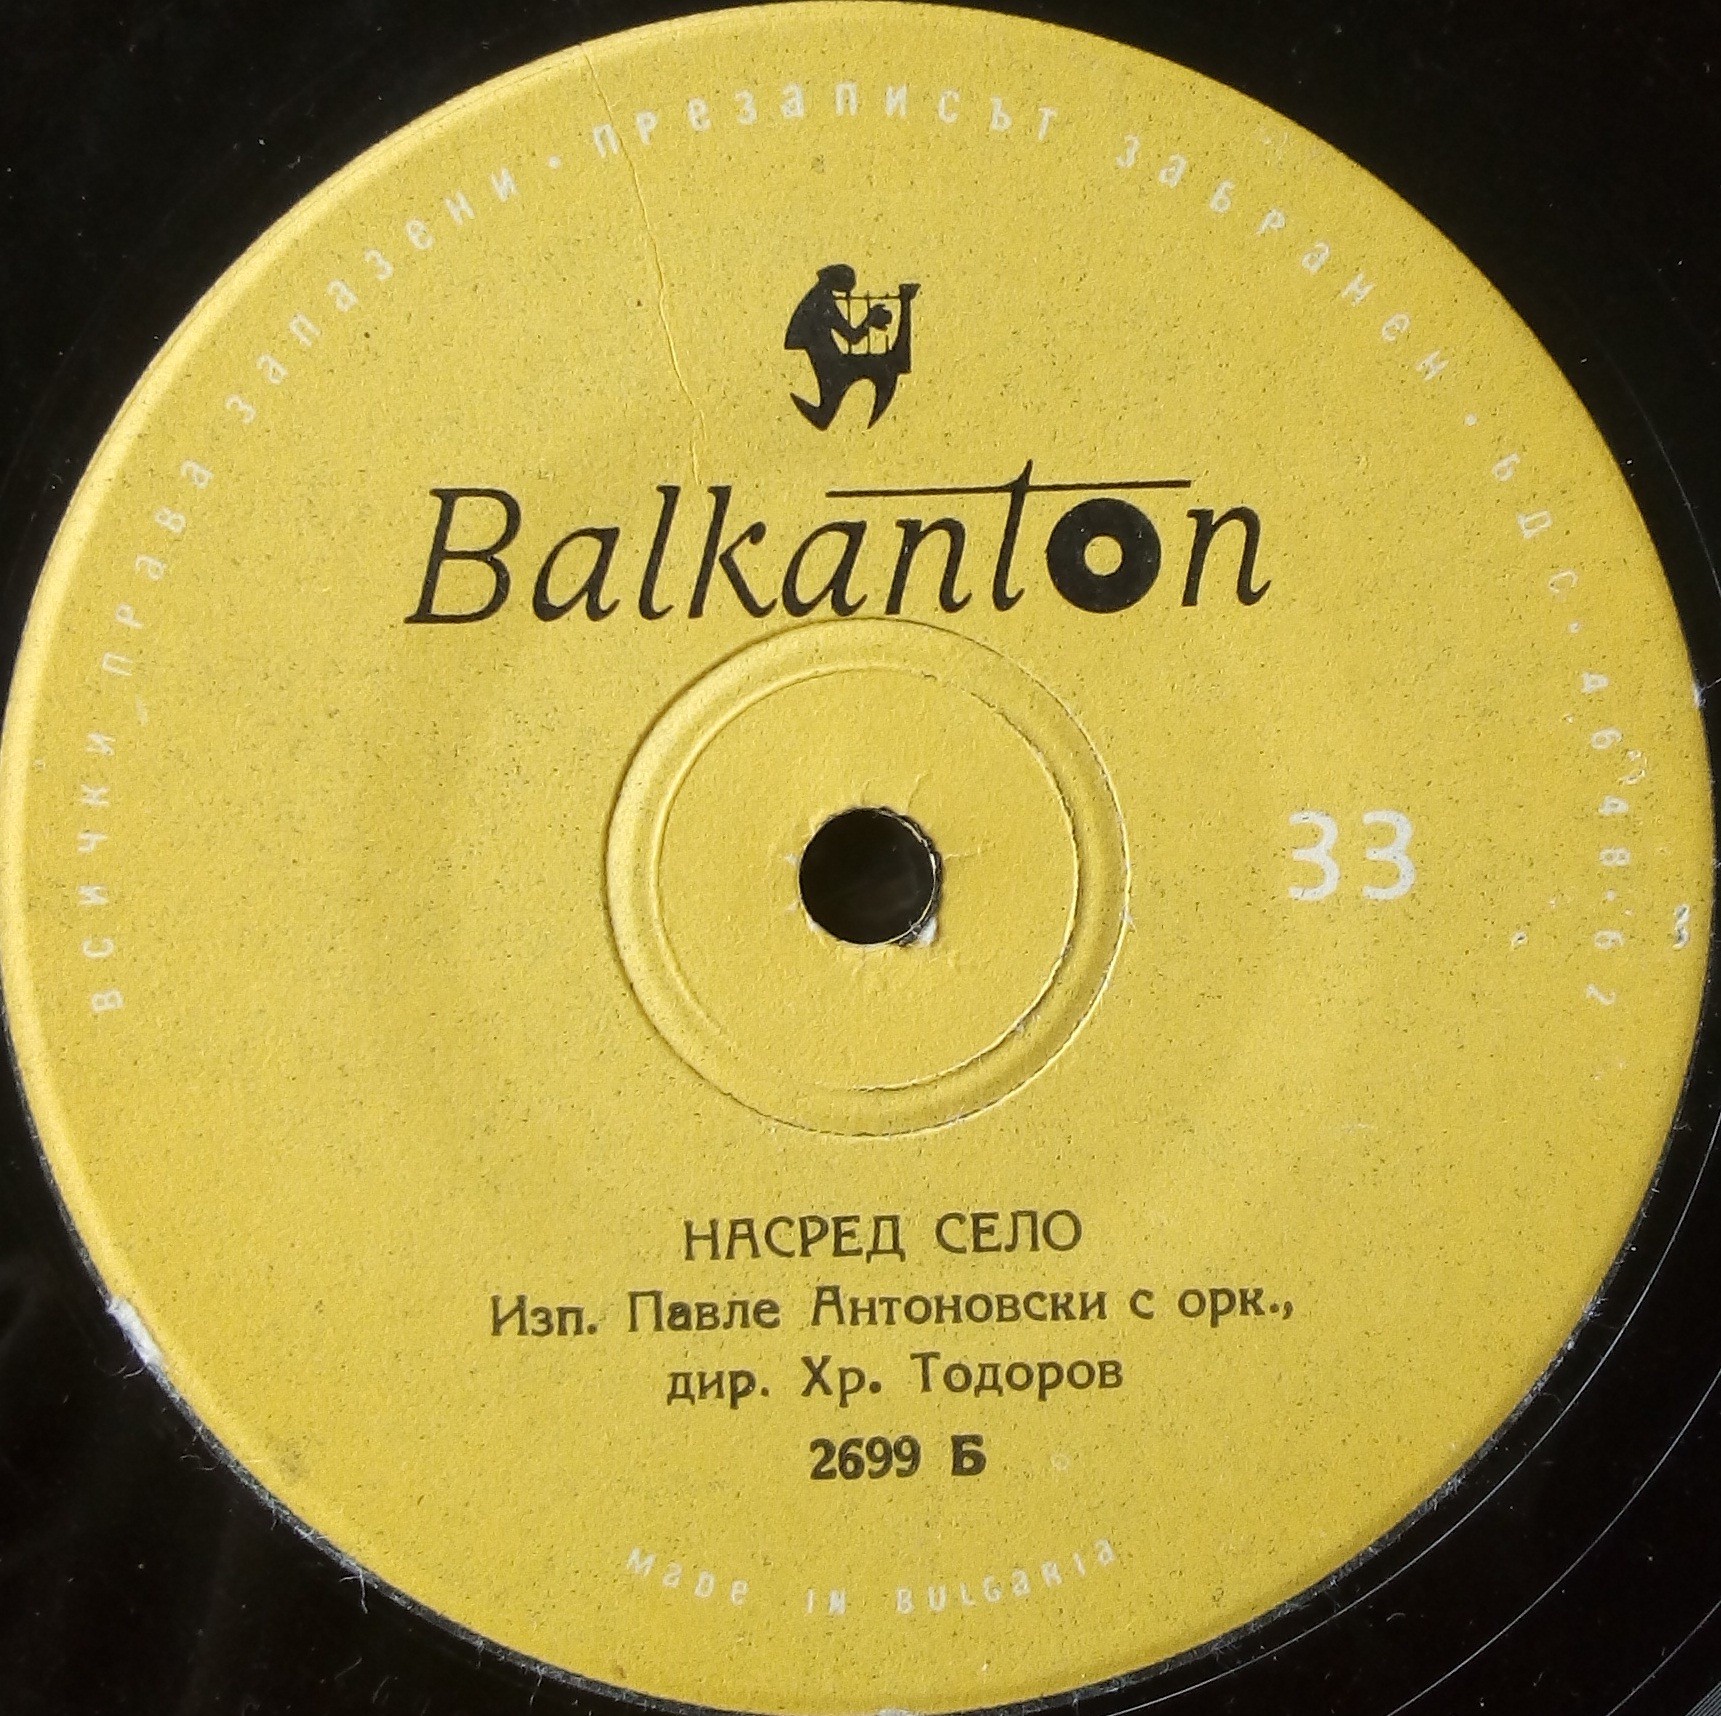 ВСИЧКИ ПРАВА ЗАПАЗЕНИ · ПРЕЗАПИСЪТ ЗАБРАНЕН ·
Balkanton
33
НАСРЕД СЕЛО
Изп. Павле Антоновски с орк.,
дир. Хр. Тодоров
2699 Б
MADE IN BULGARIA